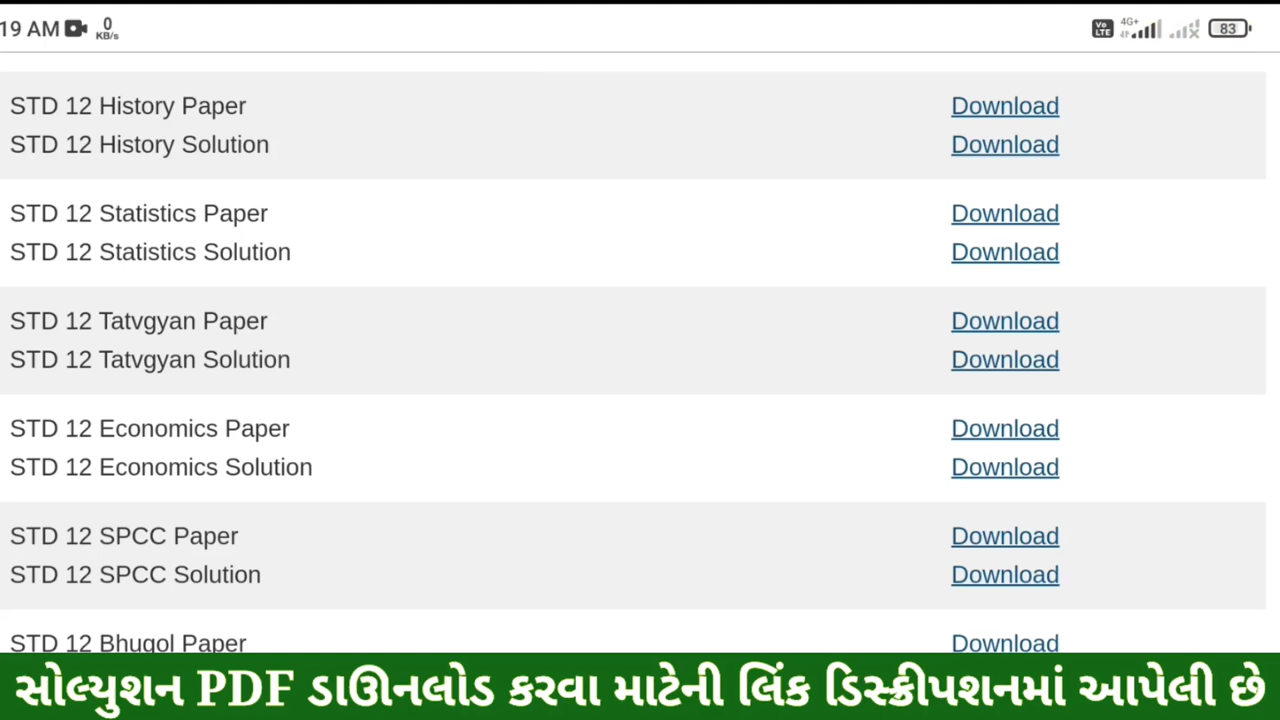 19 AM 0 KB/s Vo LTE 4G+ 83
STD 12 History Paper Download
STD 12 History Solution Download
STD 12 Statistics Paper Download
STD 12 Statistics Solution Download
STD 12 Tatvgyan Paper Download
STD 12 Tatvgyan Solution Download
STD 12 Economics Paper Download
STD 12 Economics Solution Download
STD 12 SPCC Paper Download
STD 12 SPCC Solution Download
STD 12 Bhugol Paper Download
સોલ્યુશન PDF ડાઊનલોડ કરવા માટેની લિંક ડિસ્ક્રીપશનમાં આપેલી છે